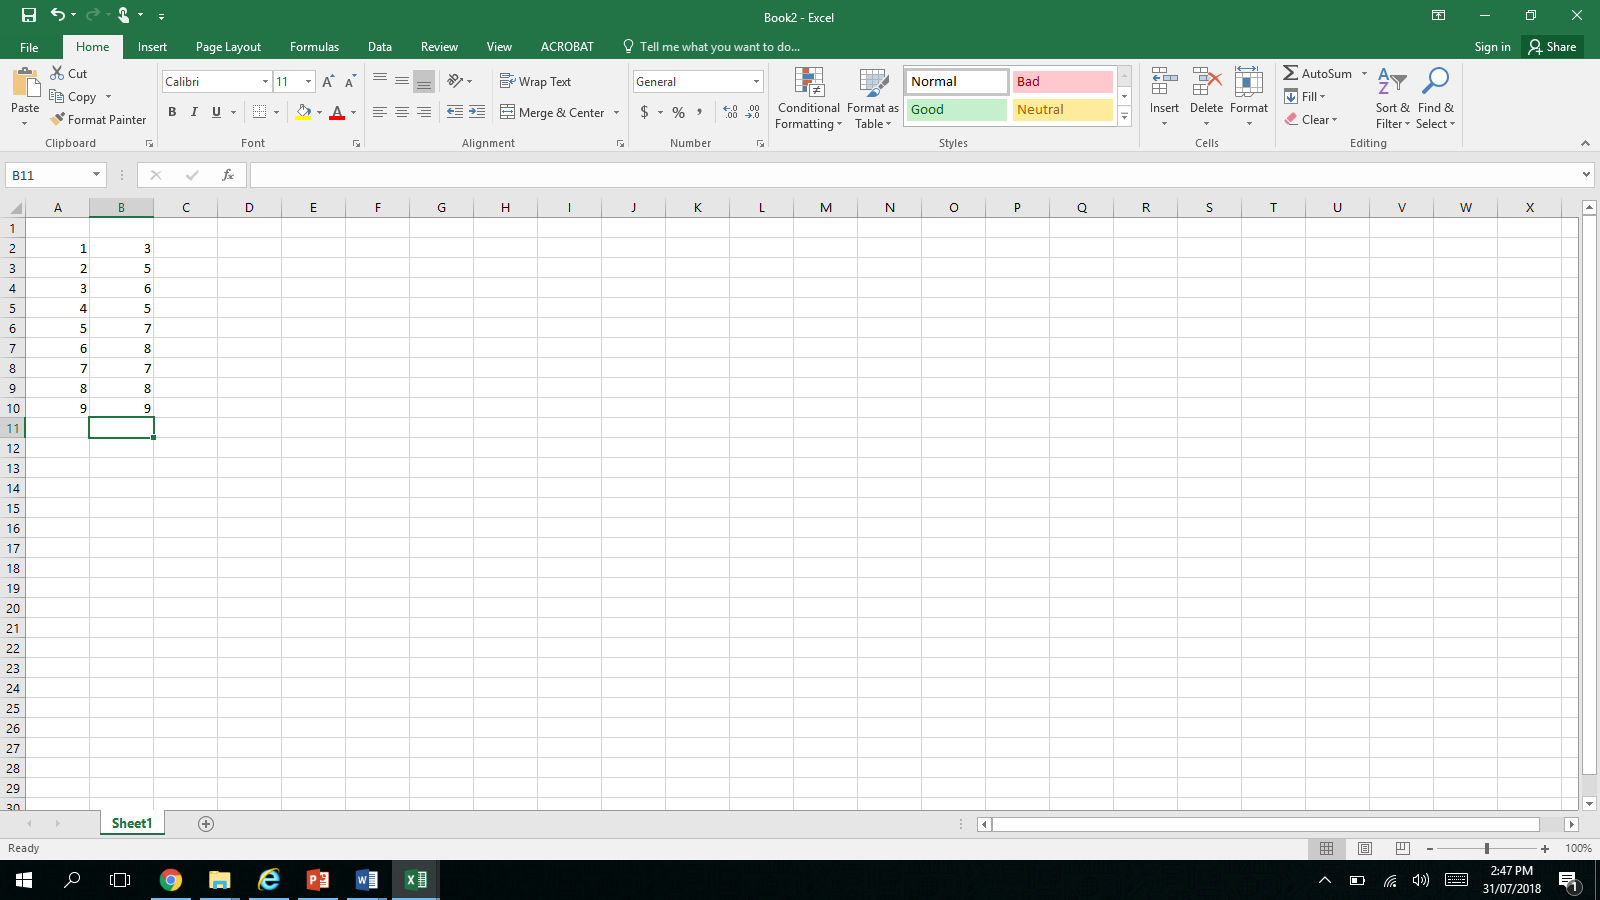 Book2 - Excel
File Home Insert Page Layout Formulas Data Review View ACROBAT Tell me what you want to do... Sign in Share
Paste
Cut
Copy
Format Painter
Clipboard
Calibri 11
B I U A
Font
Wrap Text
Merge & Center
Alignment
General
$ % ,
Number
Conditional Formatting
Format as Table
Normal Bad
Good Neutral
Styles
Insert Delete Format
Cells
AutoSum
Fill
Clear
Sort & Filter
Find & Select
Editing
B11 fx
A B C D E F G H I J K L M N O P Q R S T U V W X
1
2 1 3
3 2 5
4 3 6
5 4 5
6 5 7
7 6 8
8 7 7
9 8 8
10 9 9
11
12
13
14
15
16
17
18
19
20
21
22
23
24
25
26
27
28
29
30
Sheet1
Ready 100%
2:47 PM
31/07/2018
1